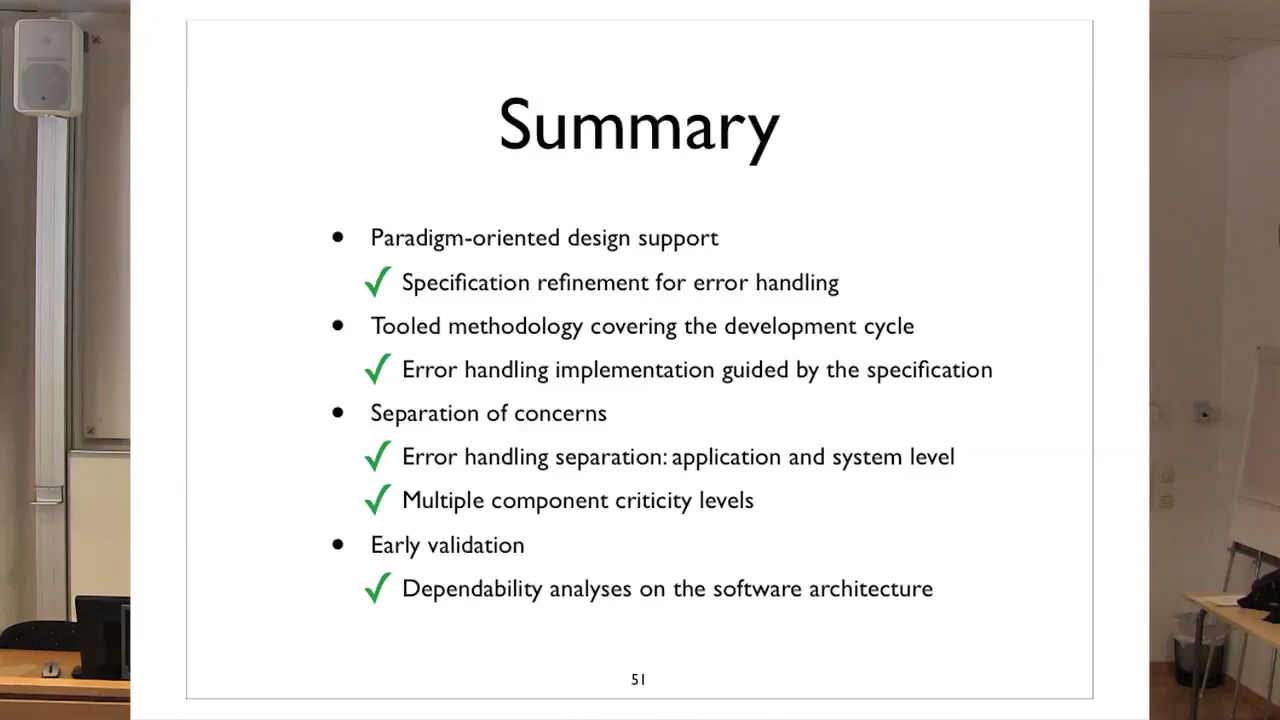 Summary
• Paradigm-oriented design support
✓ Specification refinement for error handling
• Tooled methodology covering the development cycle
✓ Error handling implementation guided by the specification
• Separation of concerns
✓ Error handling separation: application and system level
✓ Multiple component criticity levels
• Early validation
✓ Dependability analyses on the software architecture
51